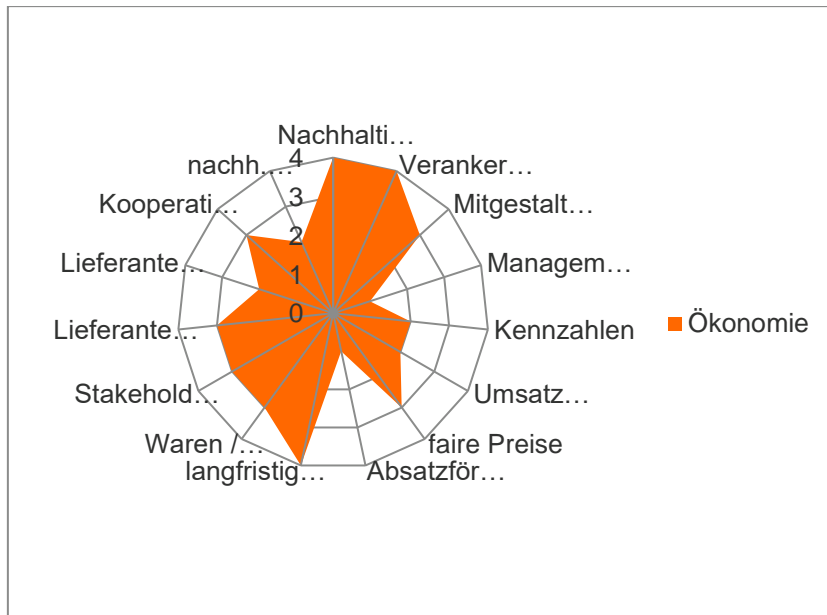 Nachhalti…
Veranker…
Mitgestalt…
Managem…
Kennzahlen
Umsatz…
faire Preise
Absatzför…
langfristig…
Waren /…
Stakehold…
Lieferante…
Lieferante…
Kooperati…
nachh.…
4
3
2
1
0
Ökonomie